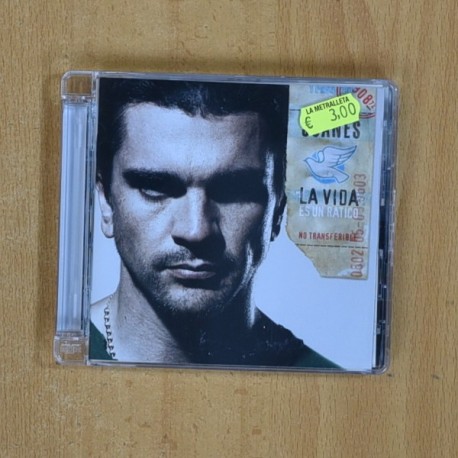 LA METRALLETA
€ 3,00
JUANES
LA VIDA
ES UN RATICO
NO TRANSFERIBLE